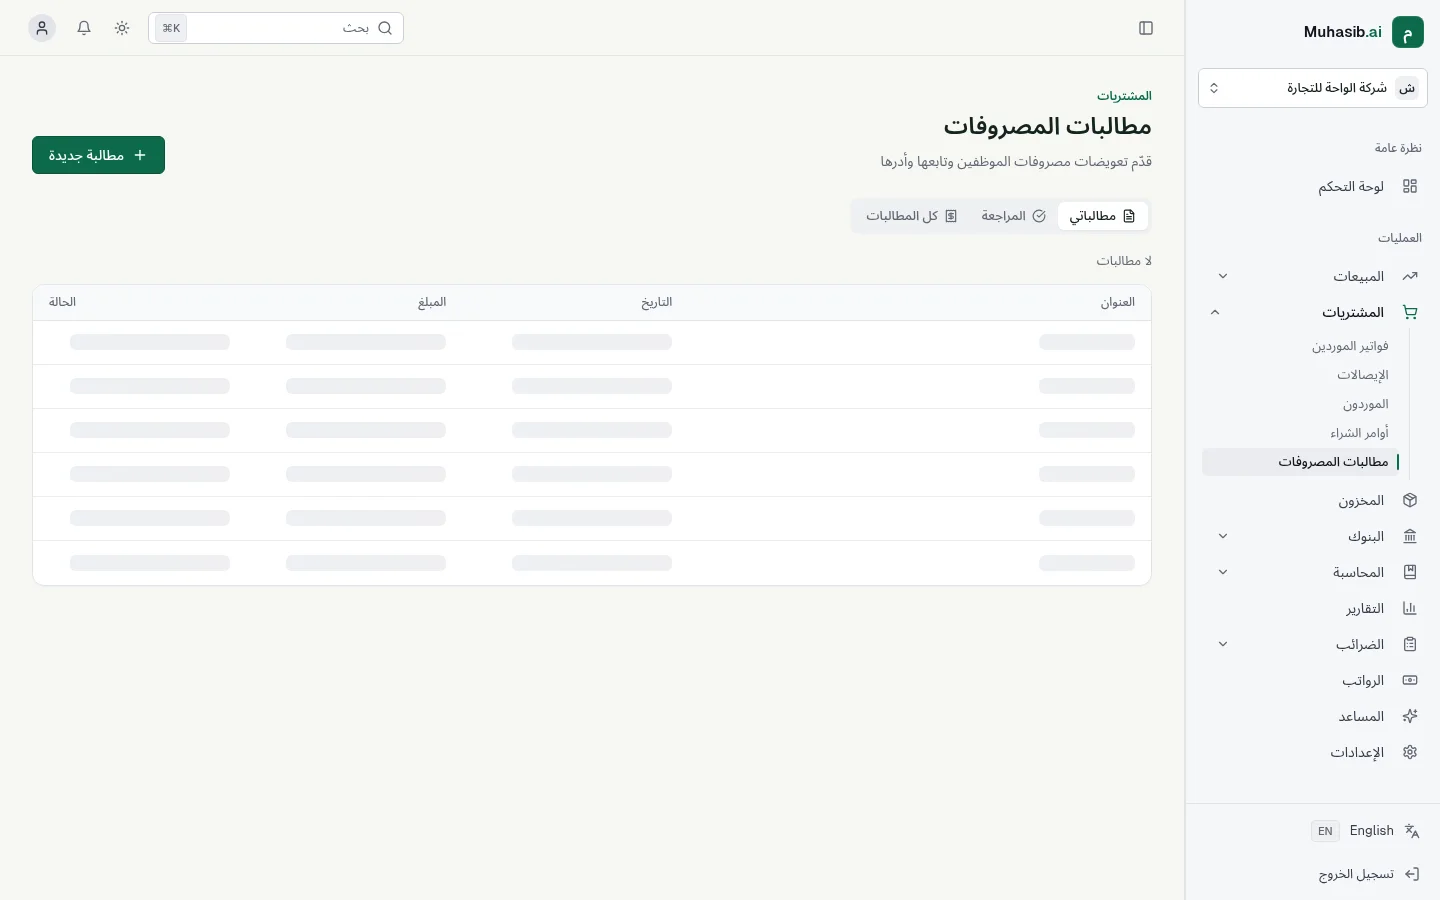 م
Muhasib.ai
ش
شركة الواحة للتجارة
نظرة عامة
لوحة التحكم
العمليات
المبيعات
المشتريات
فواتير الموردين
الإيصالات
الموردون
أوامر الشراء
مطالبات المصروفات
المخزون
البنوك
المحاسبة
التقارير
الضرائب
الرواتب
المساعد
الإعدادات
English EN
تسجيل الخروج
بحث ⌘K
المشتريات
مطالبات المصروفات
قدّم تعويضات مصروفات الموظفين وتابعها وأدرها
مطالبة جديدة
مطالباتي المراجعة كل المطالبات
لا مطالبات
العنوان التاريخ المبلغ الحالة